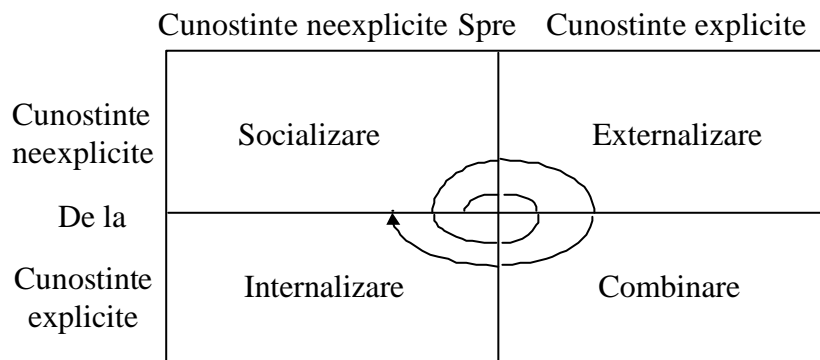 Cunostinte neexplicite Spre Cunostinte explicite
Cunostinte
neexplicite
Socializare
Externalizare
De la
Cunostinte
explicite
Internalizare
Combinare